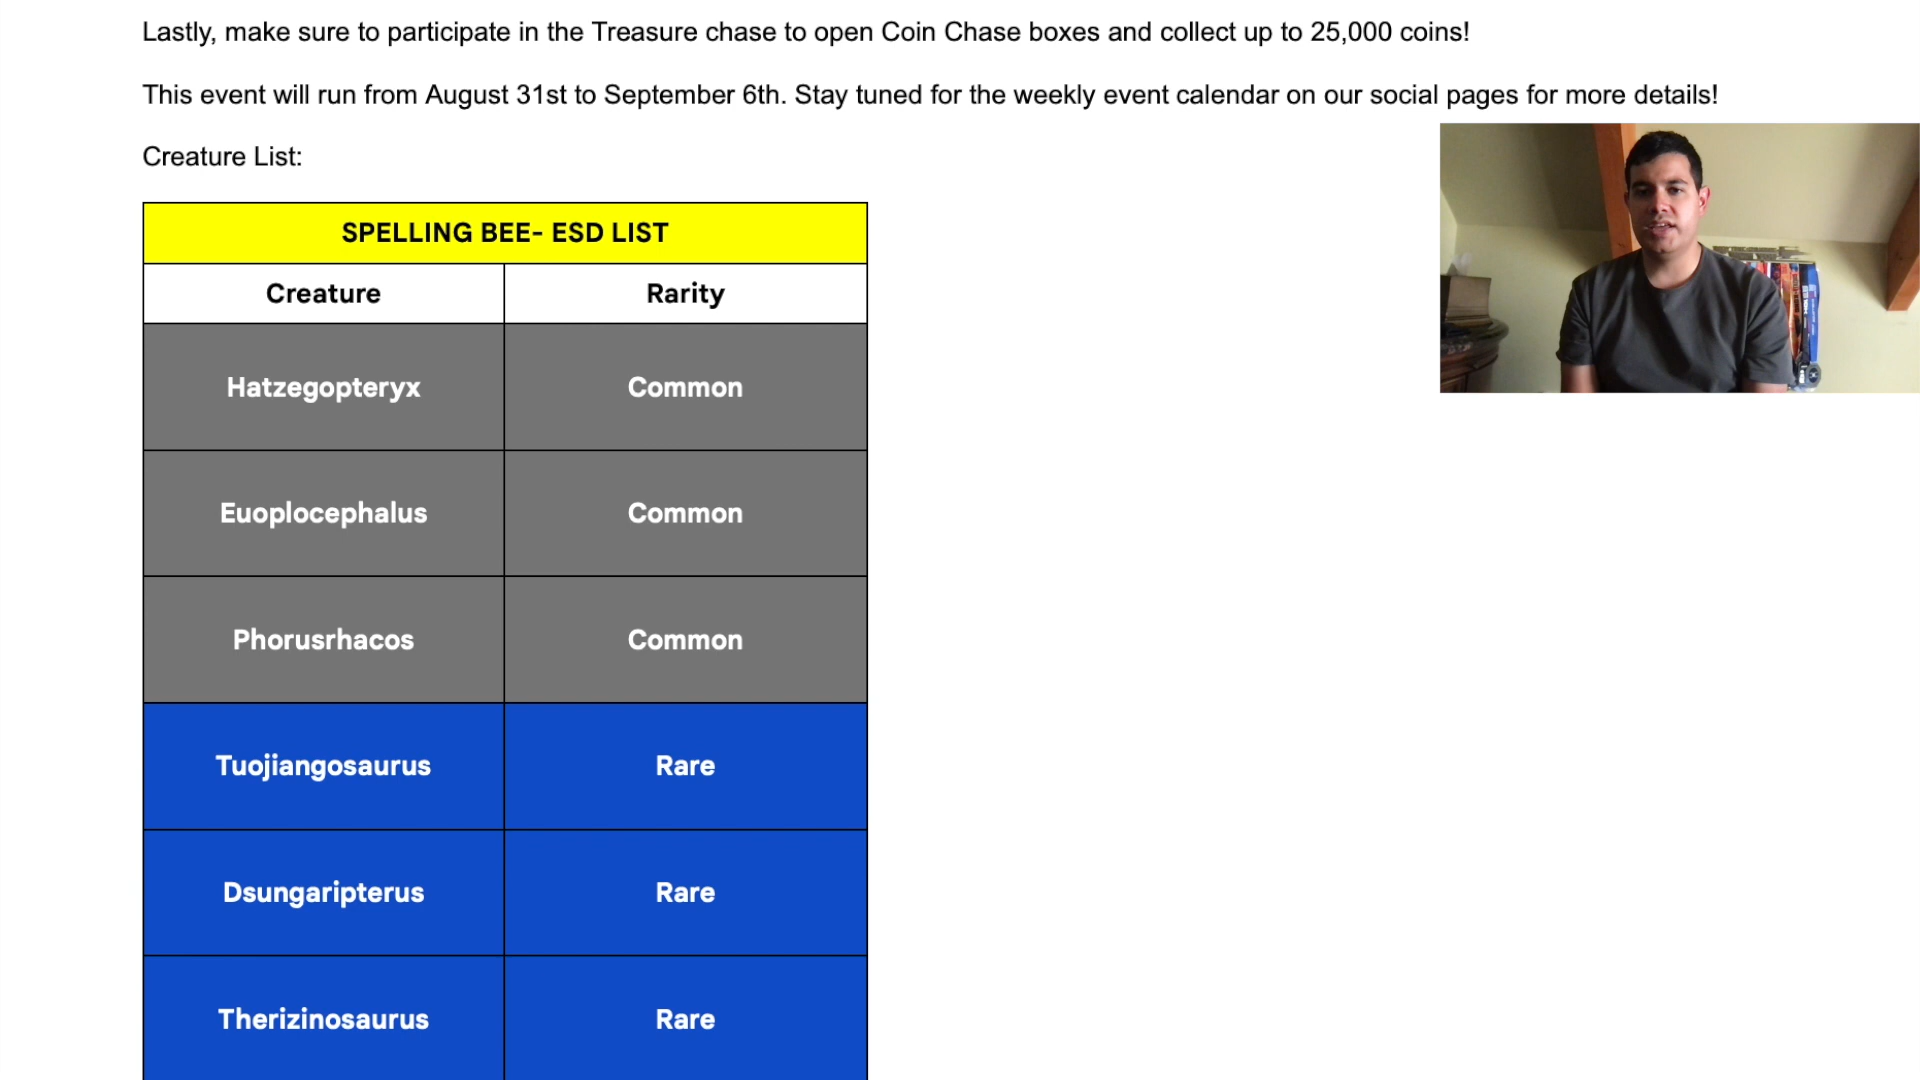 Lastly, make sure to participate in the Treasure chase to open Coin Chase boxes and collect up to 25,000 coins!
This event will run from August 31st to September 6th. Stay tuned for the weekly event calendar on our social pages for more details!
Creature List:
SPELLING BEE- ESD LIST
Creature Rarity
Hatzegopteryx Common
Euoplocephalus Common
Phorusrhacos Common
Tuojiangosaurus Rare
Dsungaripterus Rare
Therizinosaurus Rare